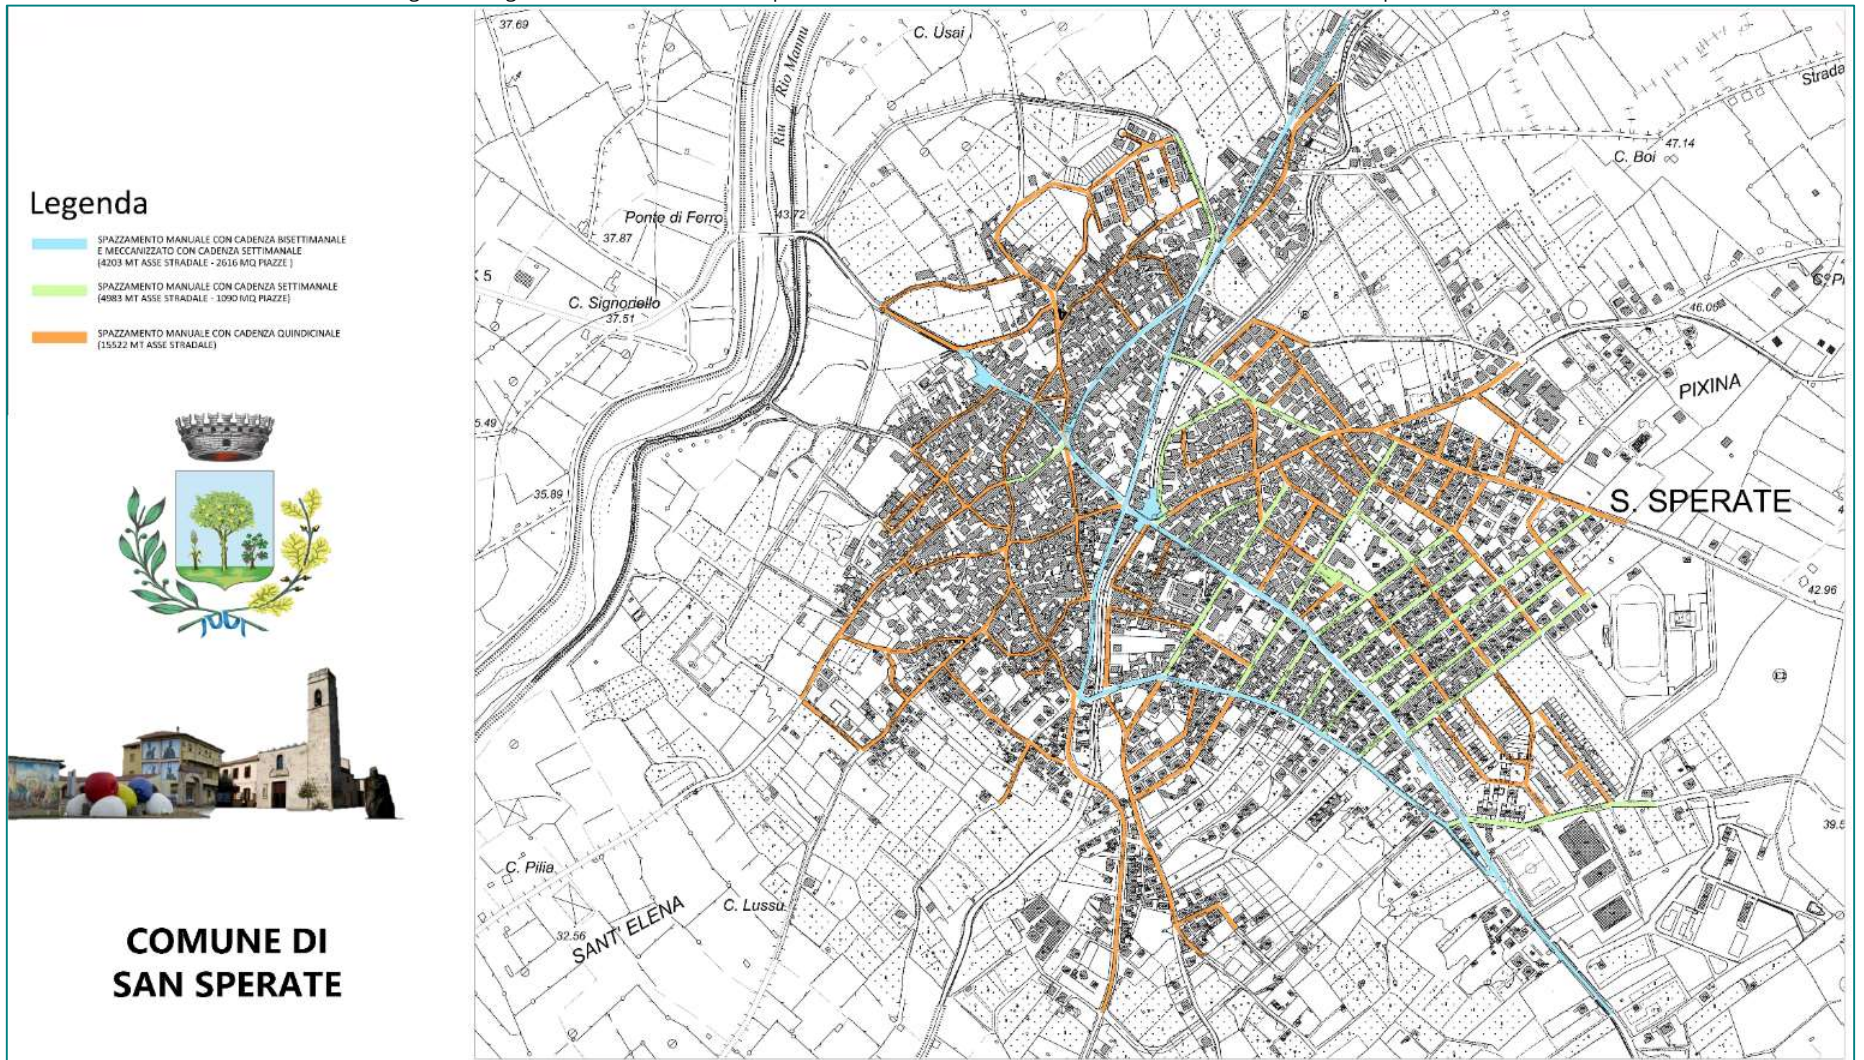 Legenda
SPAZZAMENTO MANUALE CON CADENZA BISETTIMANALE
E MECCANIZZATO CON CADENZA SETTIMANALE
(4203 MT ASSE STRADALE - 2616 MQ PIAZZE )
SPAZZAMENTO MANUALE CON CADENZA SETTIMANALE
(4983 MT ASSE STRADALE - 1090 MQ PIAZZE)
SPAZZAMENTO MANUALE CON CADENZA QUINDICINALE
(15522 MT ASSE STRADALE)
COMUNE DI
SAN SPERATE
37.69
C. Usai
Riu
Rio Mannu
Strada
47.14
C. Boi
Ponte di Ferro
43.72
37.87
5
C. Signoriello
37.51
46.06
PIXINA
5.49
35.89
S. SPERATE
42.96
39.5
C. Pilia
C. Lussu
32.56
SANT' ELENA